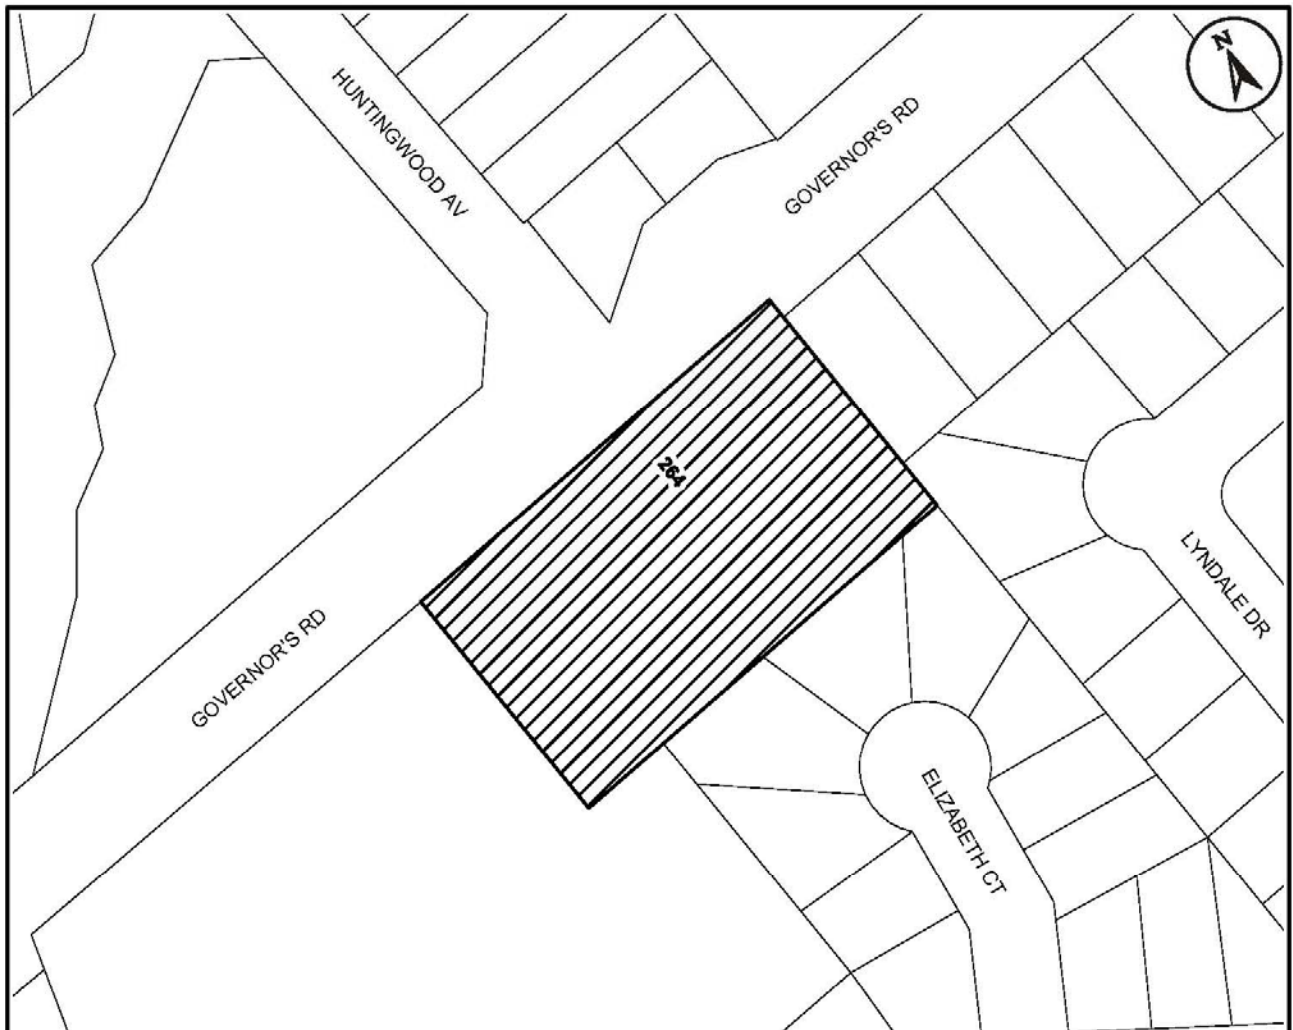 N
HUNTINGWOOD AV
GOVERNOR'S RD
264
LYNDALE DR
GOVERNOR'S RD
ELIZABETH CT